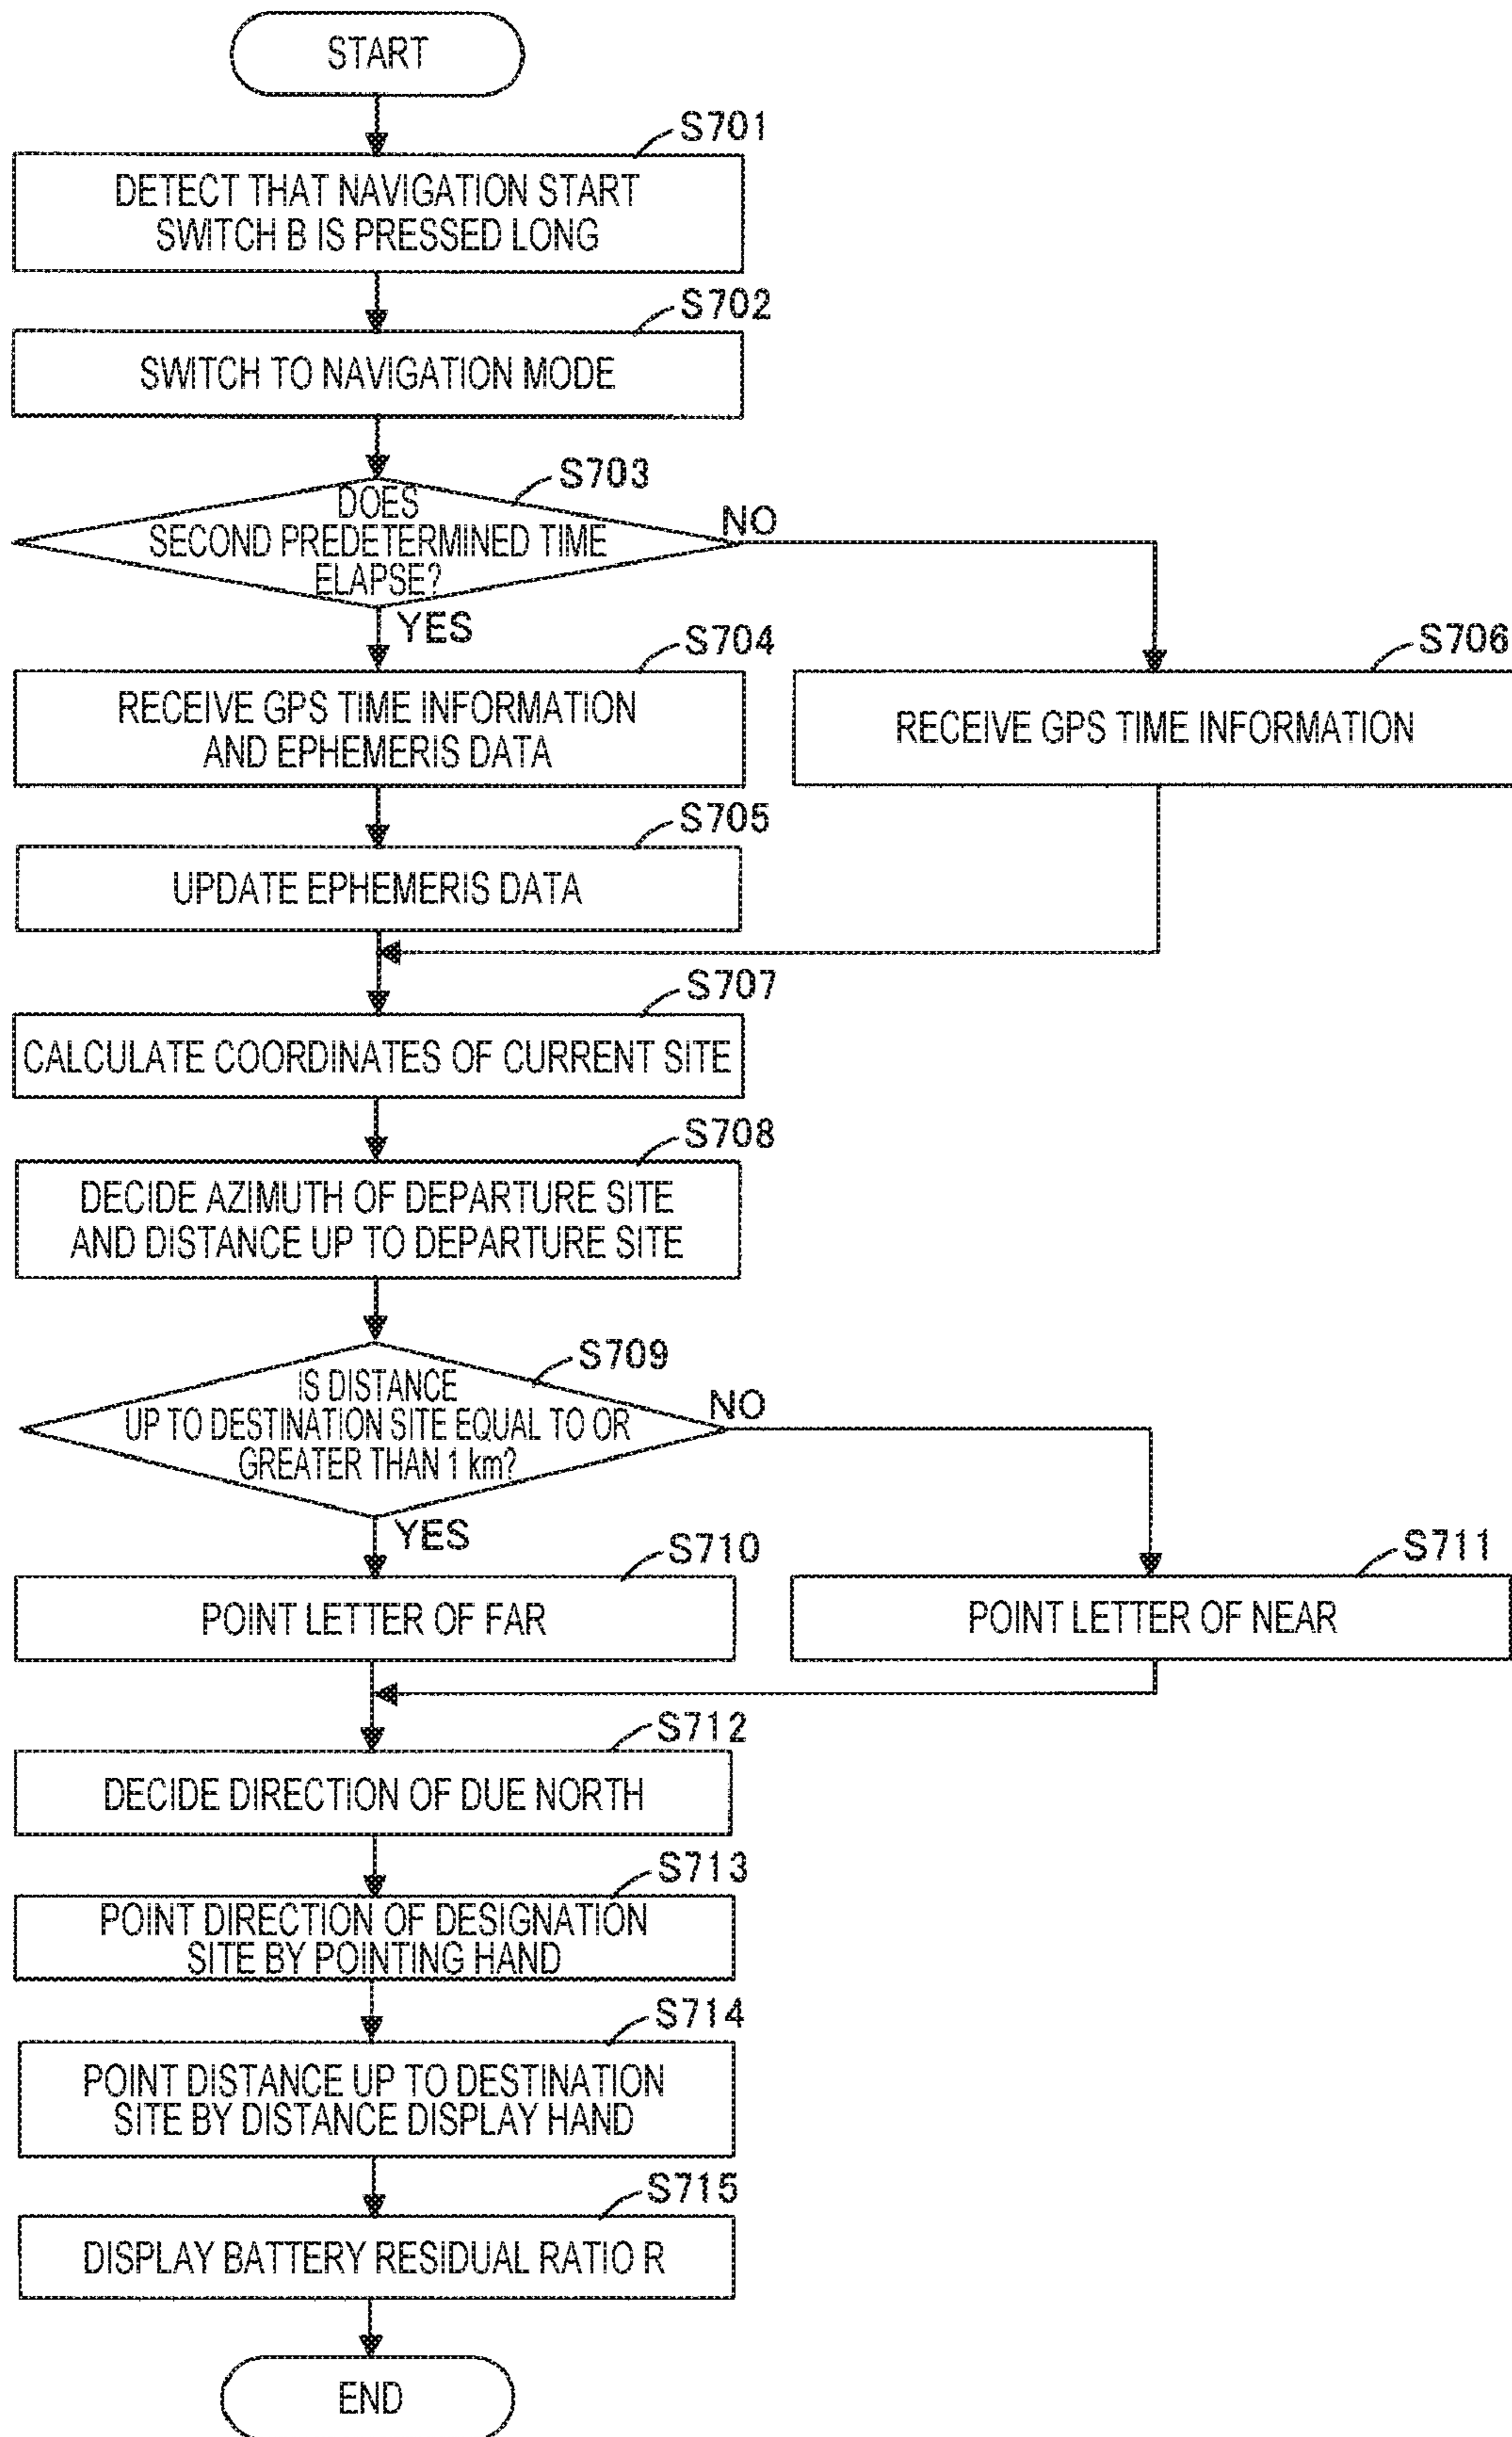 START
S701
DETECT THAT NAVIGATION START
SWITCH B IS PRESSED LONG
S702
SWITCH TO NAVIGATION MODE
S703
DOES
SECOND PREDETERMINED TIME
ELAPSE?
NO
YES
S704
RECEIVE GPS TIME INFORMATION
AND EPHEMERIS DATA
S706
RECEIVE GPS TIME INFORMATION
S705
UPDATE EPHEMERIS DATA
S707
CALCULATE COORDINATES OF CURRENT SITE
S708
DECIDE AZIMUTH OF DEPARTURE SITE
AND DISTANCE UP TO DEPARTURE SITE
S709
IS DISTANCE
UP TO DESTINATION SITE EQUAL TO OR
GREATER THAN 1 km?
NO
YES
S710
POINT LETTER OF FAR
S711
POINT LETTER OF NEAR
S712
DECIDE DIRECTION OF DUE NORTH
S713
POINT DIRECTION OF DESIGNATION
SITE BY POINTING HAND
S714
POINT DISTANCE UP TO DESTINATION
SITE BY DISTANCE DISPLAY HAND
S715
DISPLAY BATTERY RESIDUAL RATIO R
END